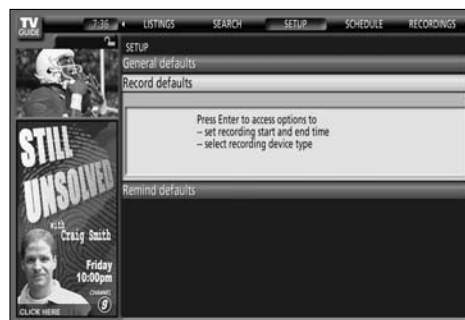 TV
GUIDE
7:36
LISTINGS
SEARCH
SETUP
SCHEDULE
RECORDINGS
SETUP
General defaults
Record defaults
Press Enter to access options to
– set recording start and end time
– select recording device type
Remind defaults
STILL
UNSOLVED
with
Craig Smith
Friday
10:00pm
CHANNEL
9
CLICK HERE